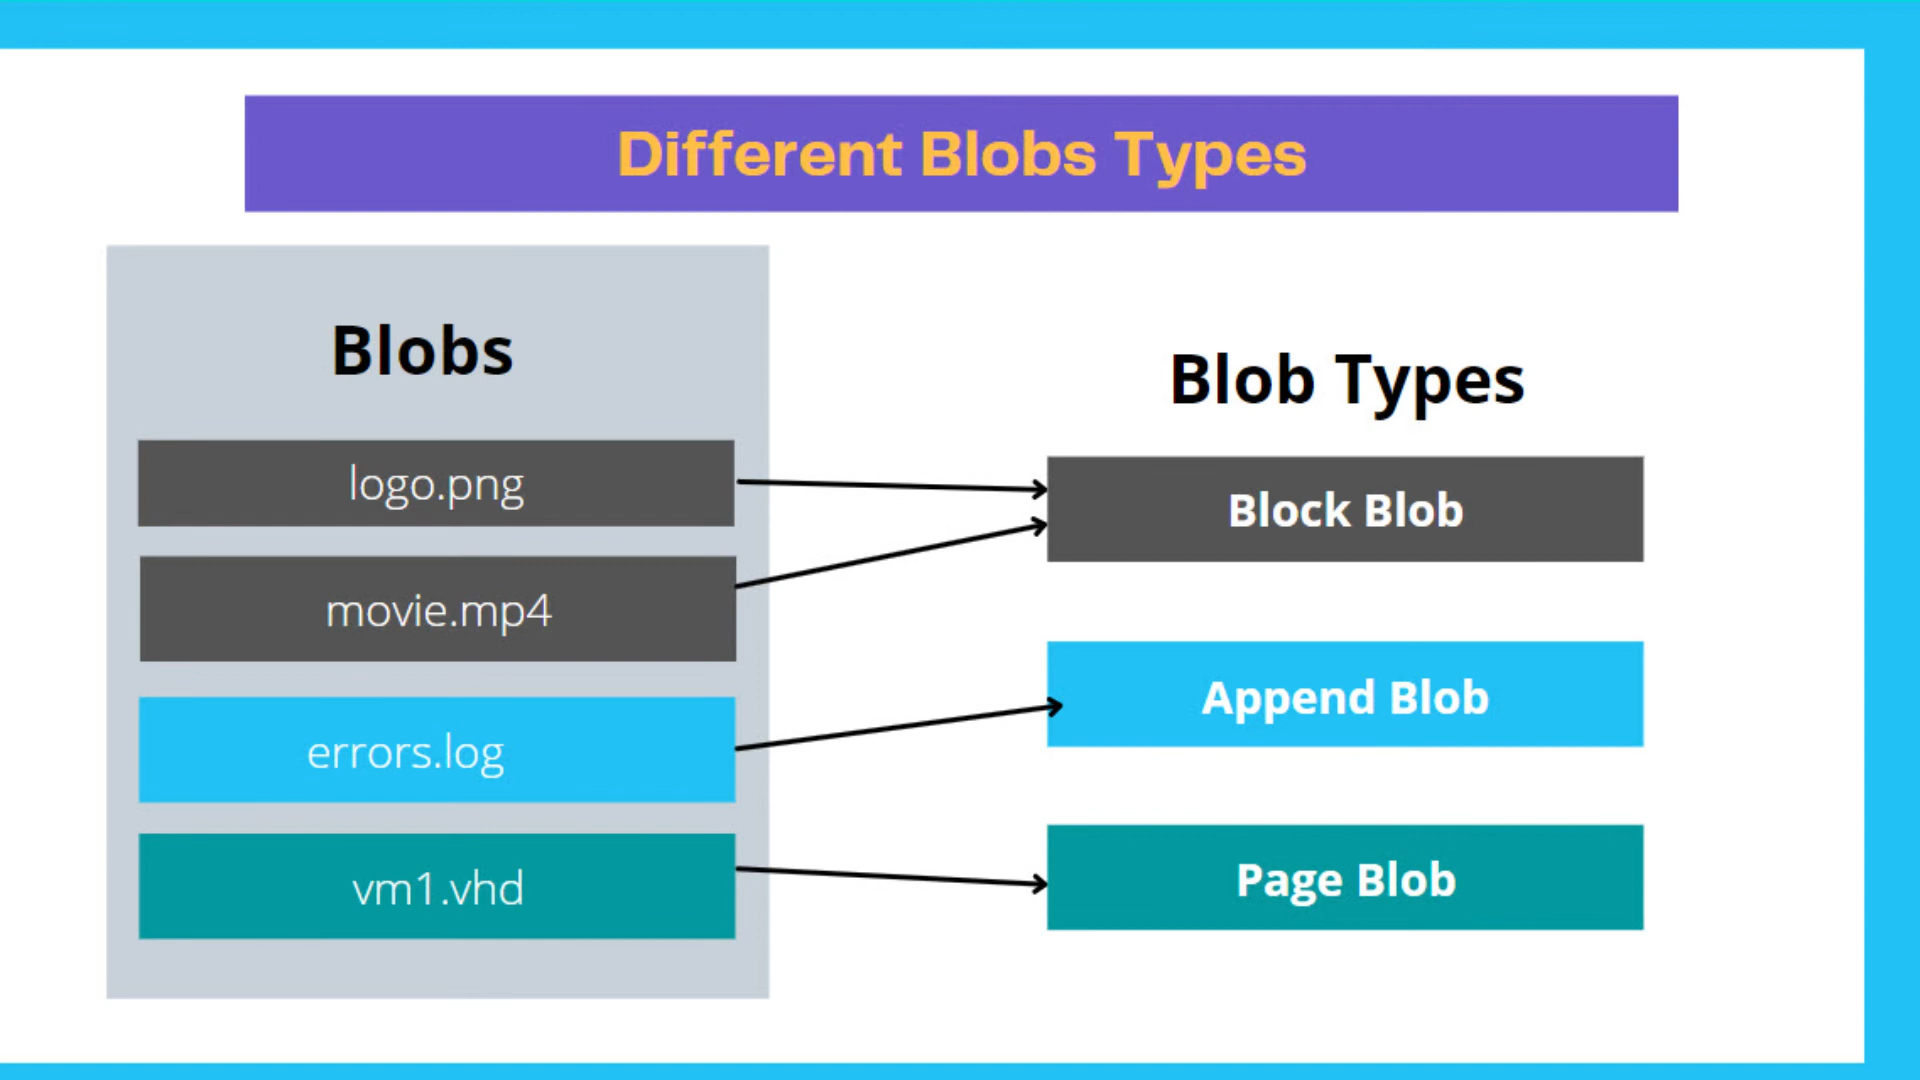 Different Blobs Types
Blobs
logo.png
movie.mp4
errors.log
vm1.vhd
Blob Types
Block Blob
Append Blob
Page Blob